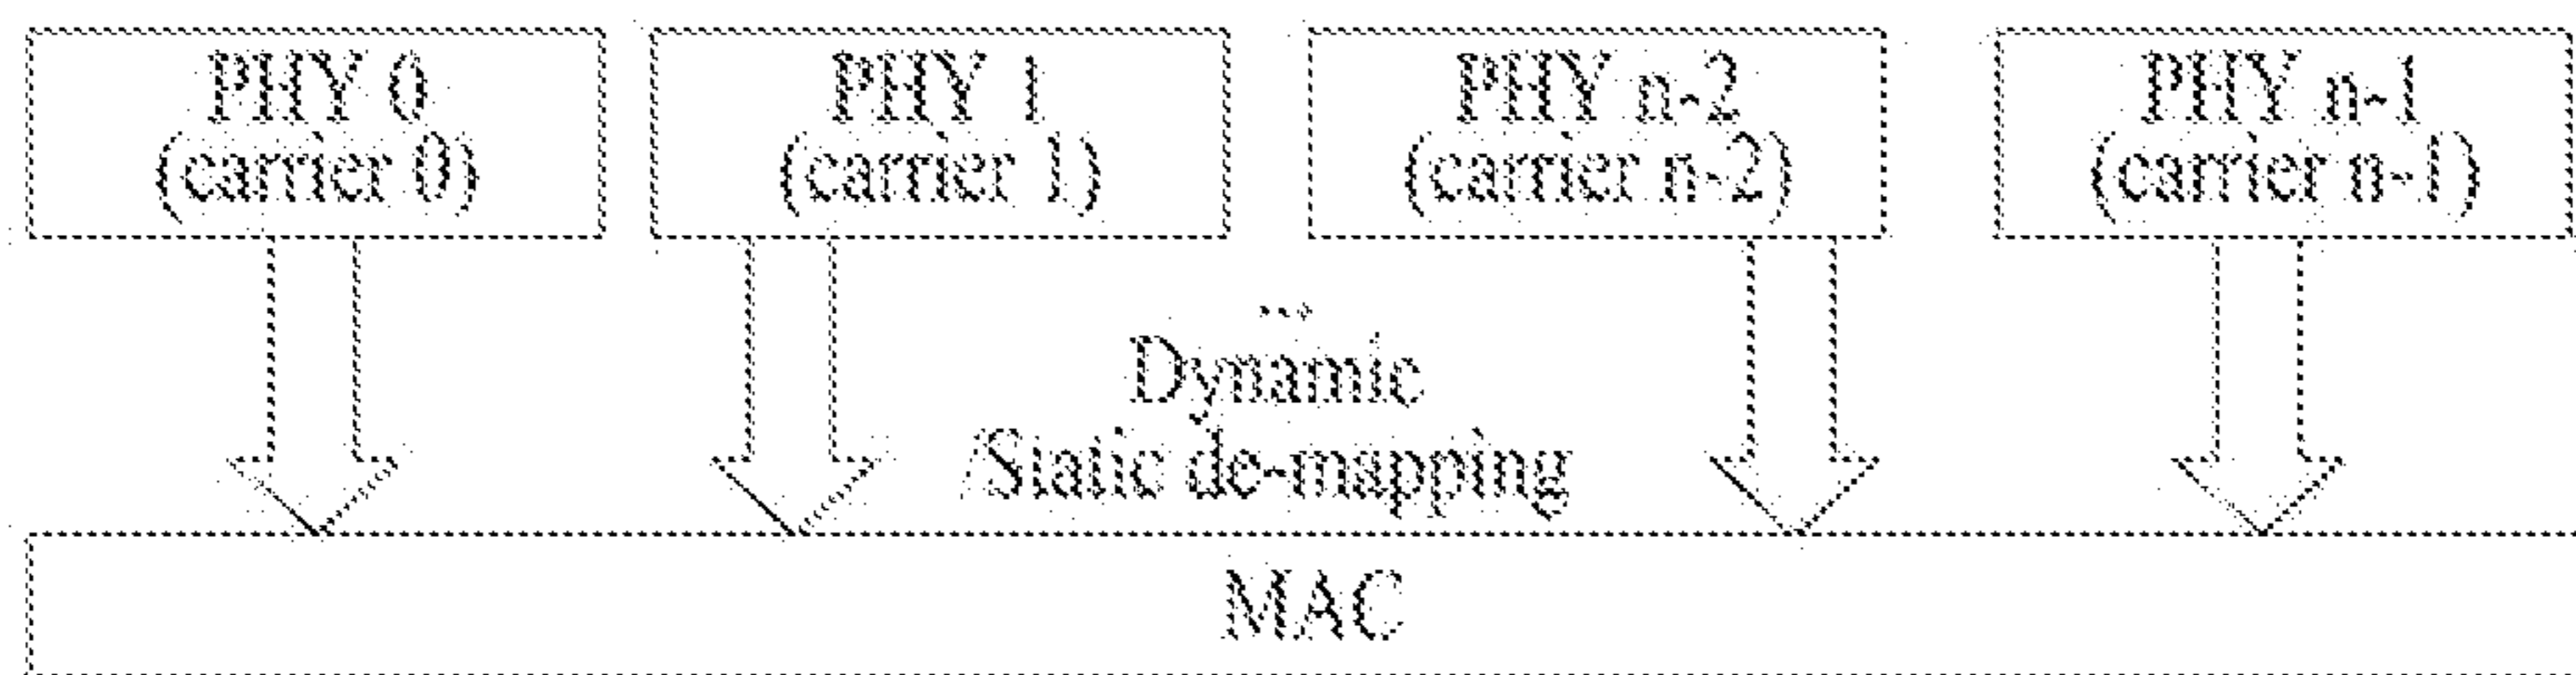 PHY 0
(carrier 0)
PHY 1
(carrier 1)
PHY n-2
(carrier n-2)
PHY n-1
(carrier n-1)
...
Dynamic
/Static de-mapping
MAC